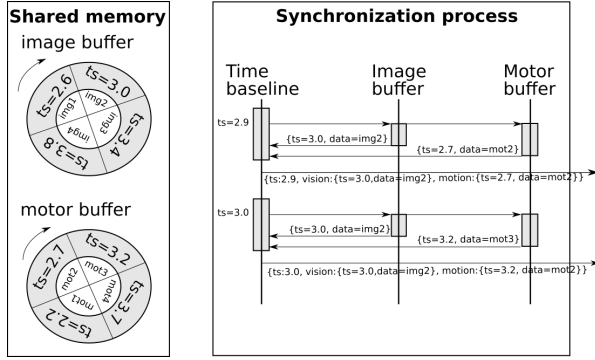 Shared memory
image buffer
ts=2.6
ts=3.0
img1
img2
img4
img3
ts=3.8
ts=3.4
motor buffer
ts=2.7
ts=3.2
mot2
mot3
mot1
mot4
ts=2.2
ts=3.7
Synchronization process
Time
baseline
Image
buffer
Motor
buffer
ts=2.9
{ts=3.0, data=img2}
{ts=2.7, data=mot2}
{ts:2.9, vision:{ts=3.0,data=img2}, motion:{ts=2.7, data=mot2}}
ts=3.0
{ts=3.0, data=img2}
{ts=3.2, data=mot3}
{ts:3.0, vision:{ts=3.0,data=img2}, motion:{ts=3.2, data=mot2}}